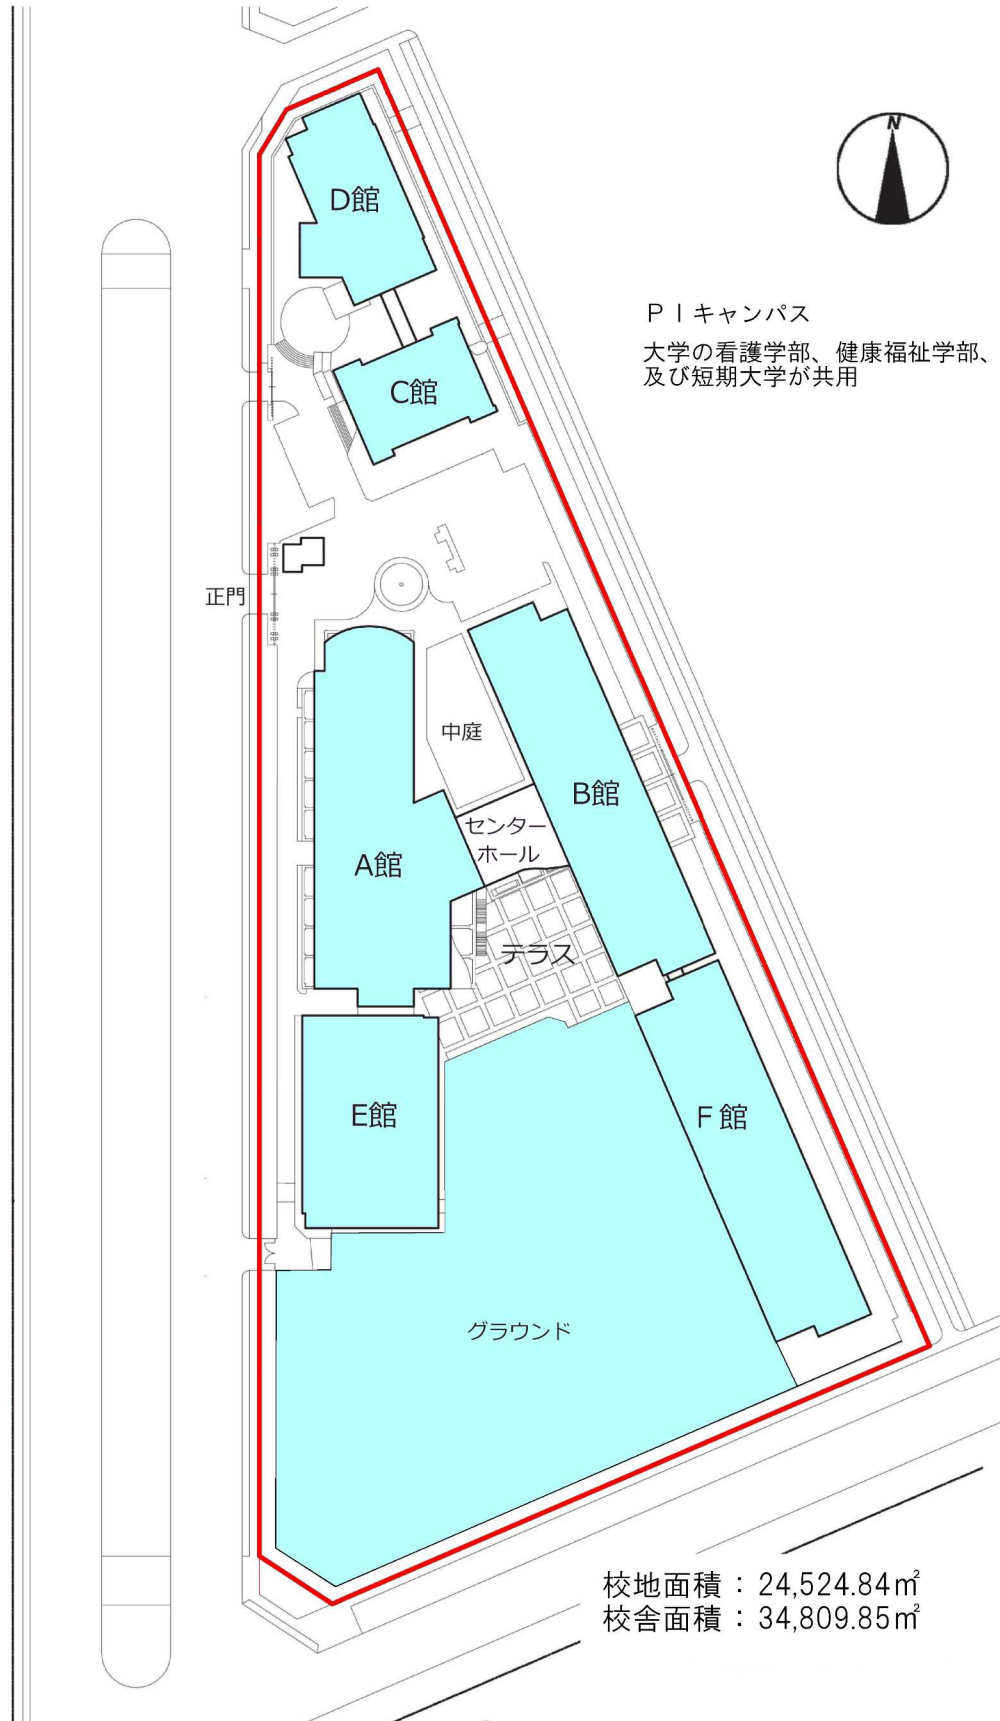 N
D館
PIキャンパス
大学の看護学部、健康福祉学部、
及び短期大学が共用
C館
正門
中庭
B館
センター
ホール
A館
テラス
E館
F館
グラウンド
校地面積：24,524.84㎡
校舎面積：34,809.85㎡